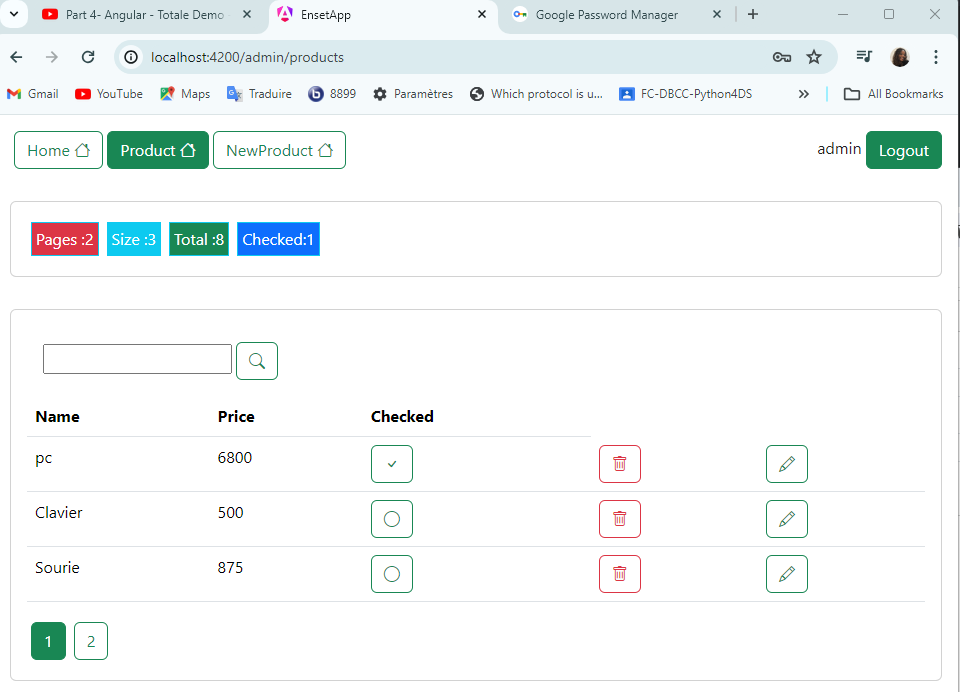 Part 4- Angular - Totale Demo
EnsetApp
Google Password Manager
localhost:4200/admin/products
Gmail
YouTube
Maps
Traduire
8899
Paramètres
Which protocol is u...
FC-DBCC-Python4DS
All Bookmarks
Home
Product
NewProduct
admin
Logout
Pages :2
Size :3
Total :8
Checked:1
Name Price Checked
pc 6800
Clavier 500
Sourie 875
1 2